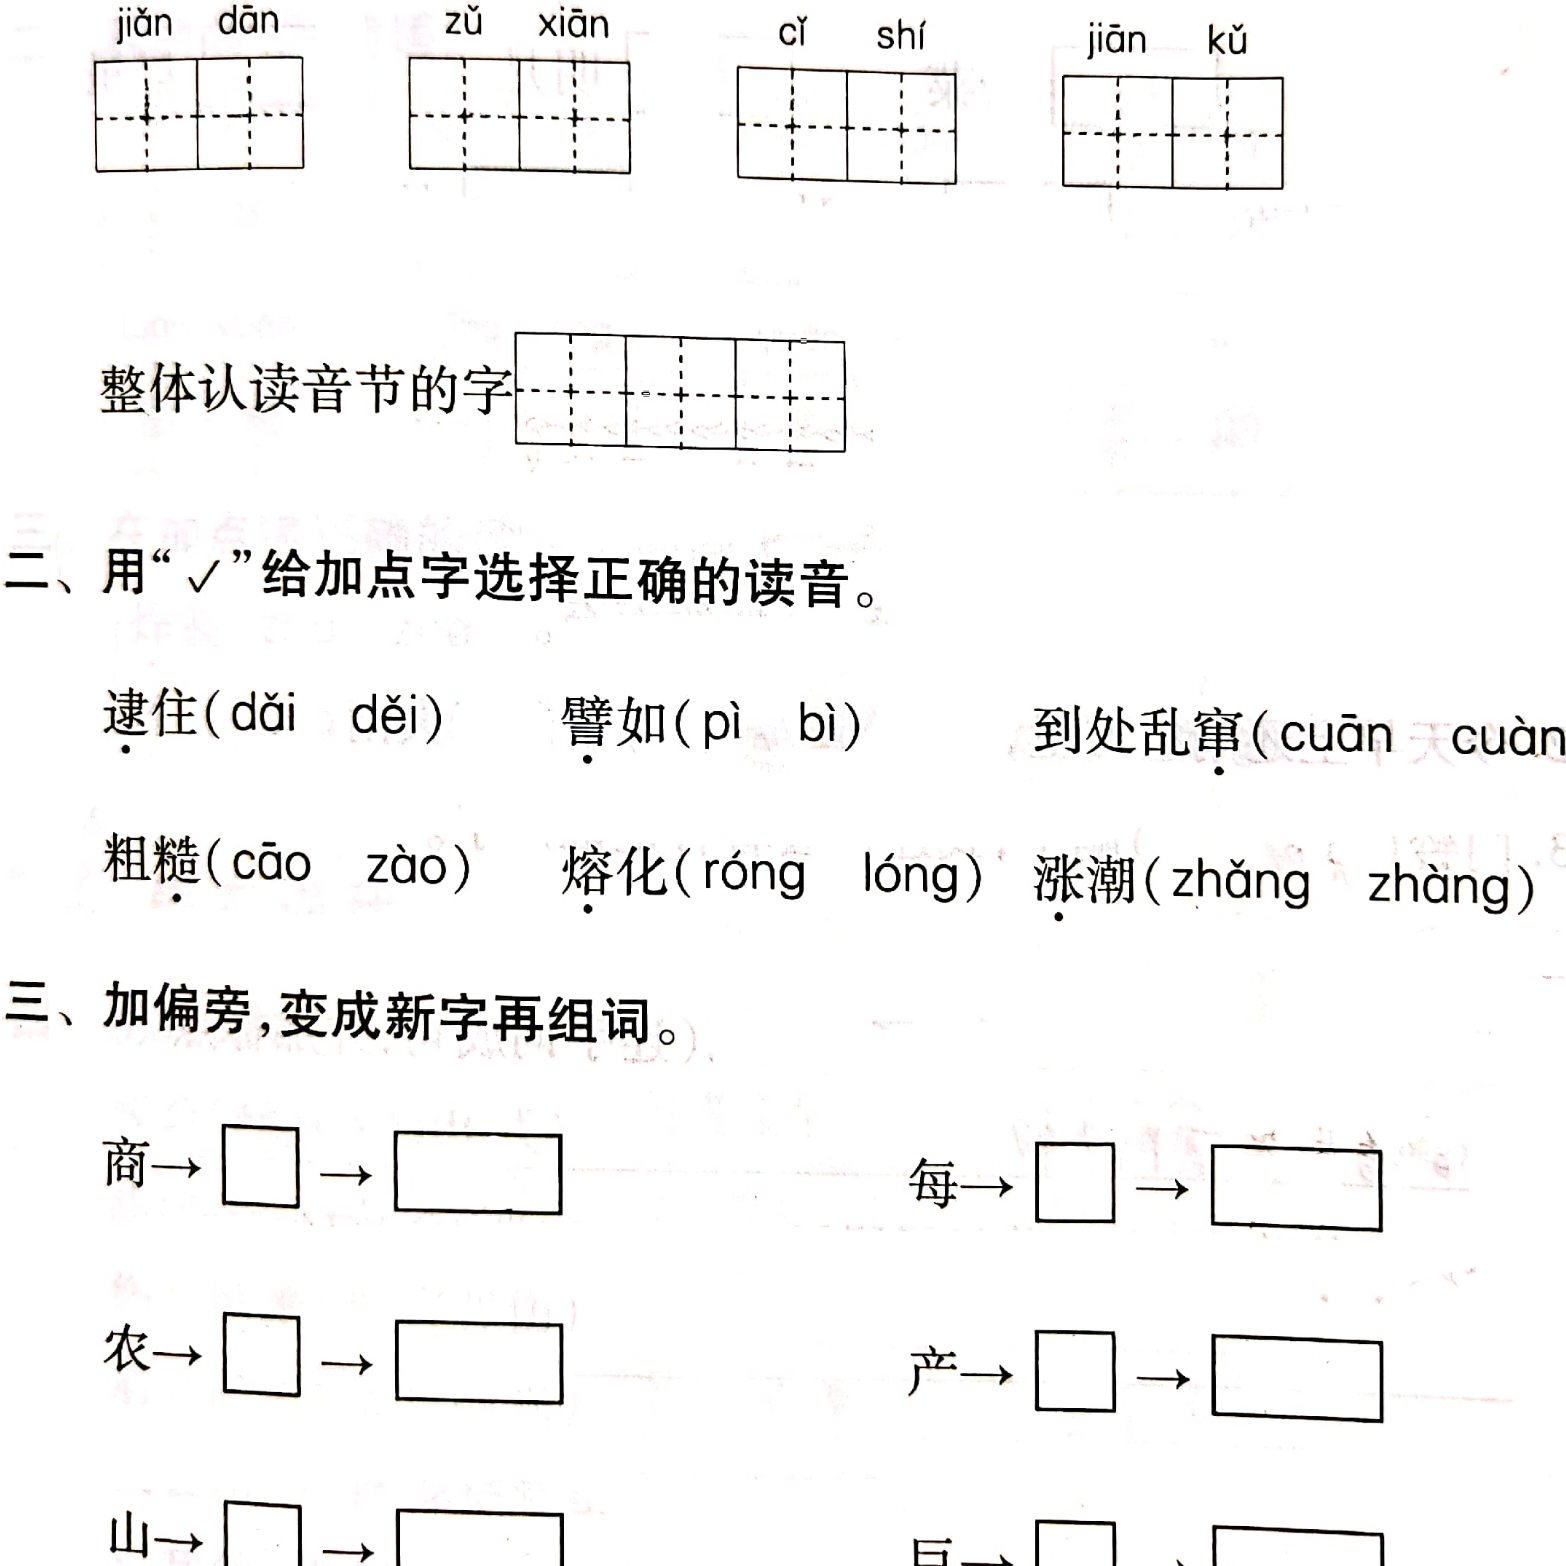 jiǎn dān zǔ xiān cǐ shí jiān kǔ
整体认读音节的字
二、用“✓”给加点字选择正确的读音。
逮住(dǎi děi) 譬如(pì bì) 到处乱窜(cuān cuàn
粗糙(cāo zào) 熔化(róng lóng) 涨潮(zhǎng zhàng)
三、加偏旁,变成新字再组词。
商→ → 每→ →
农→ → 产→ →
山→ → 巨→ →